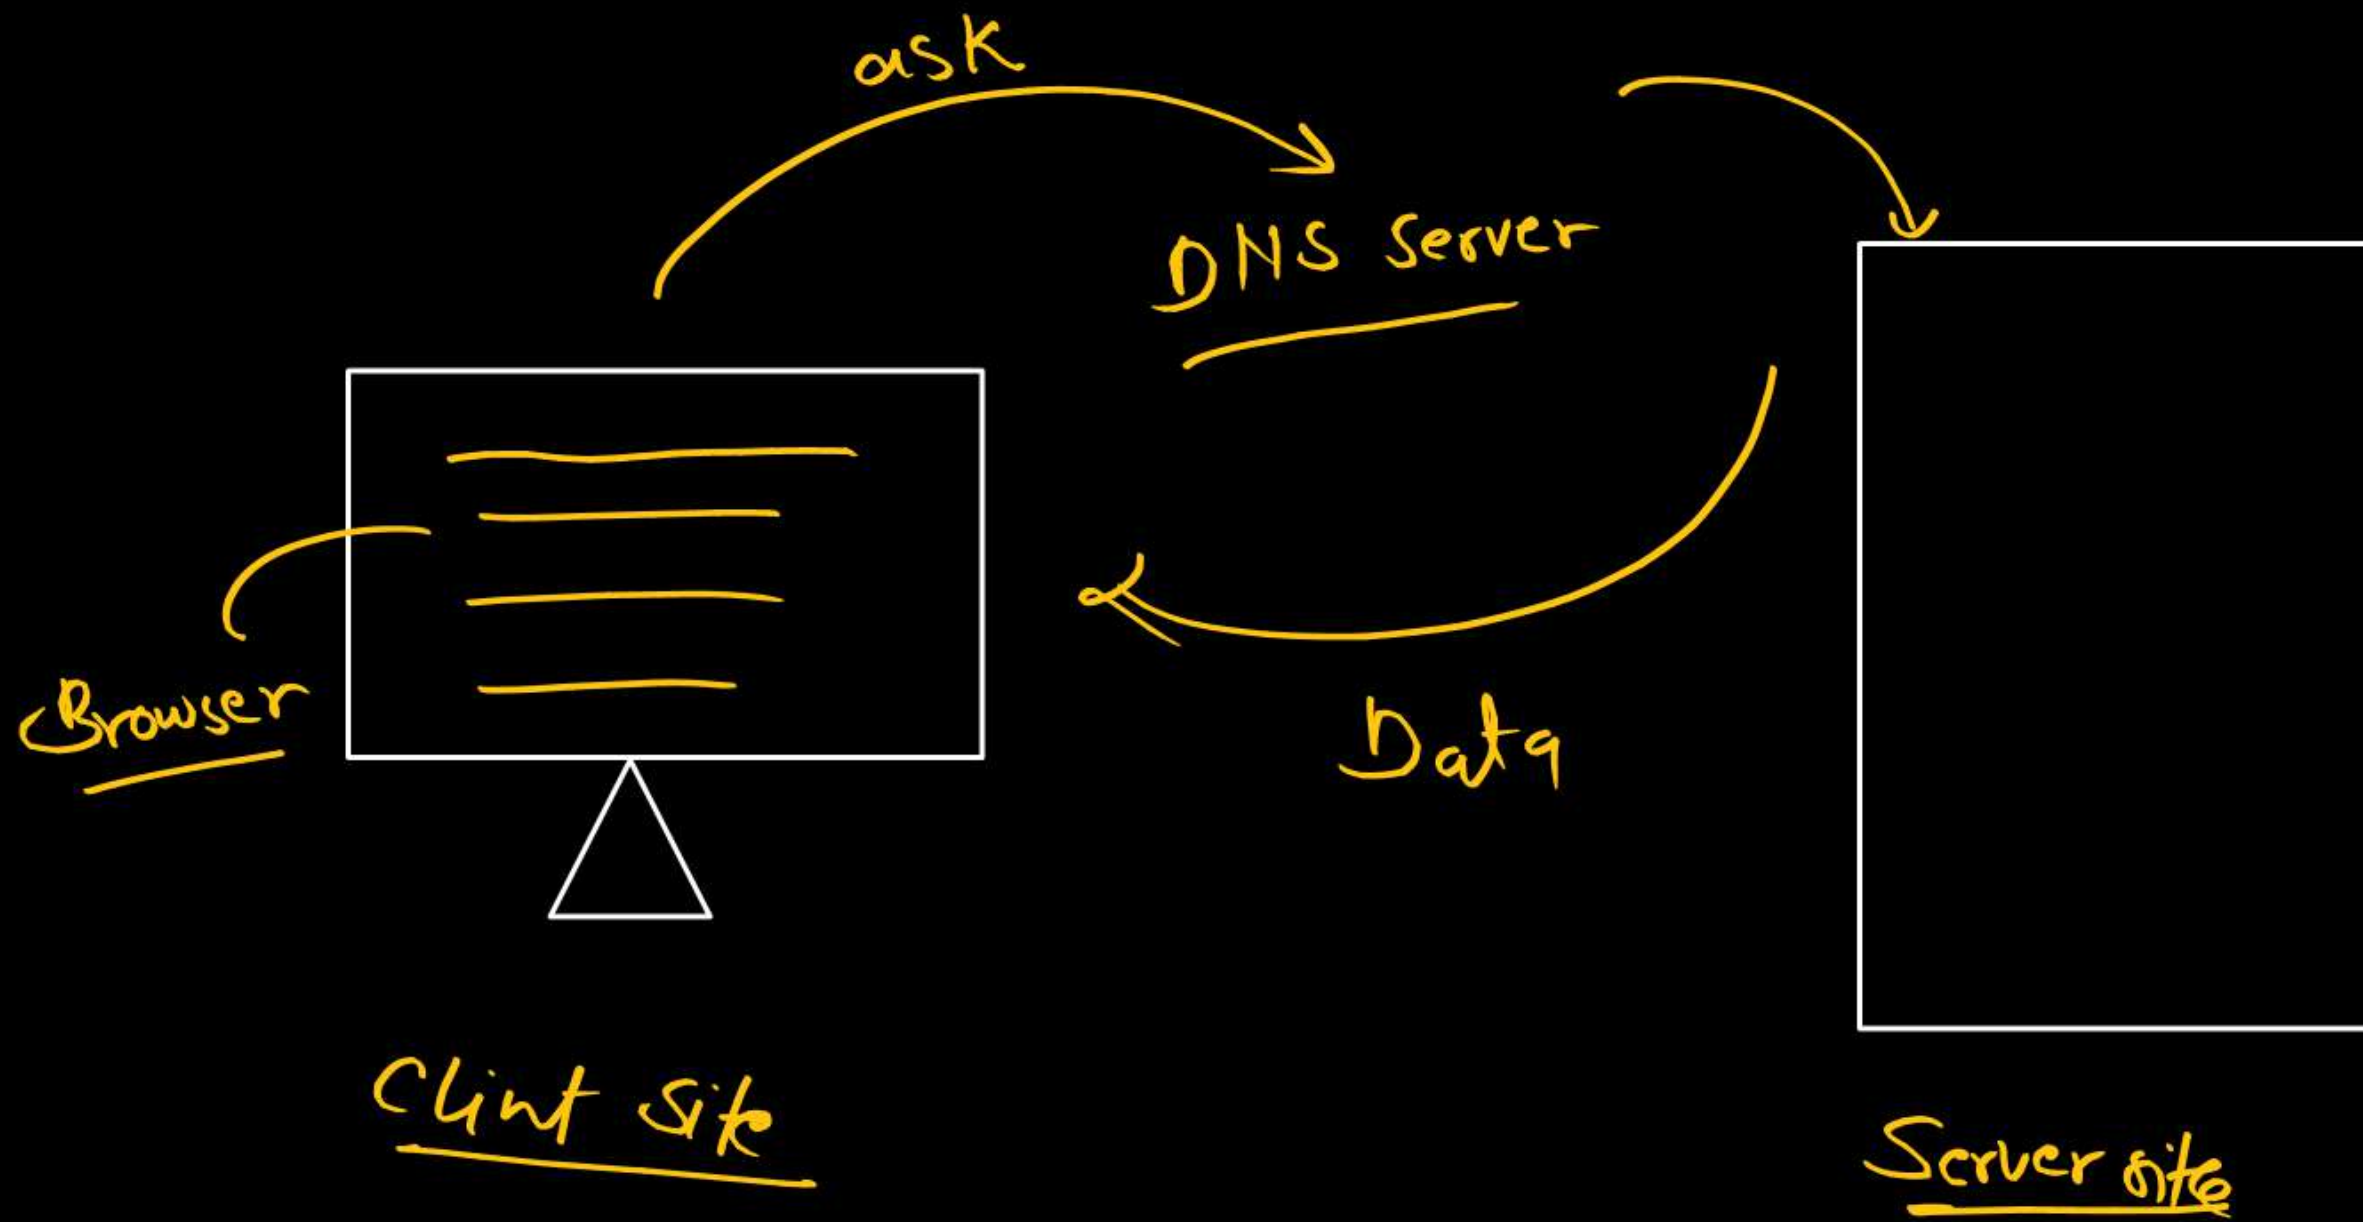 ask
DNS Server
Browser
Data
Clint Site
Server site